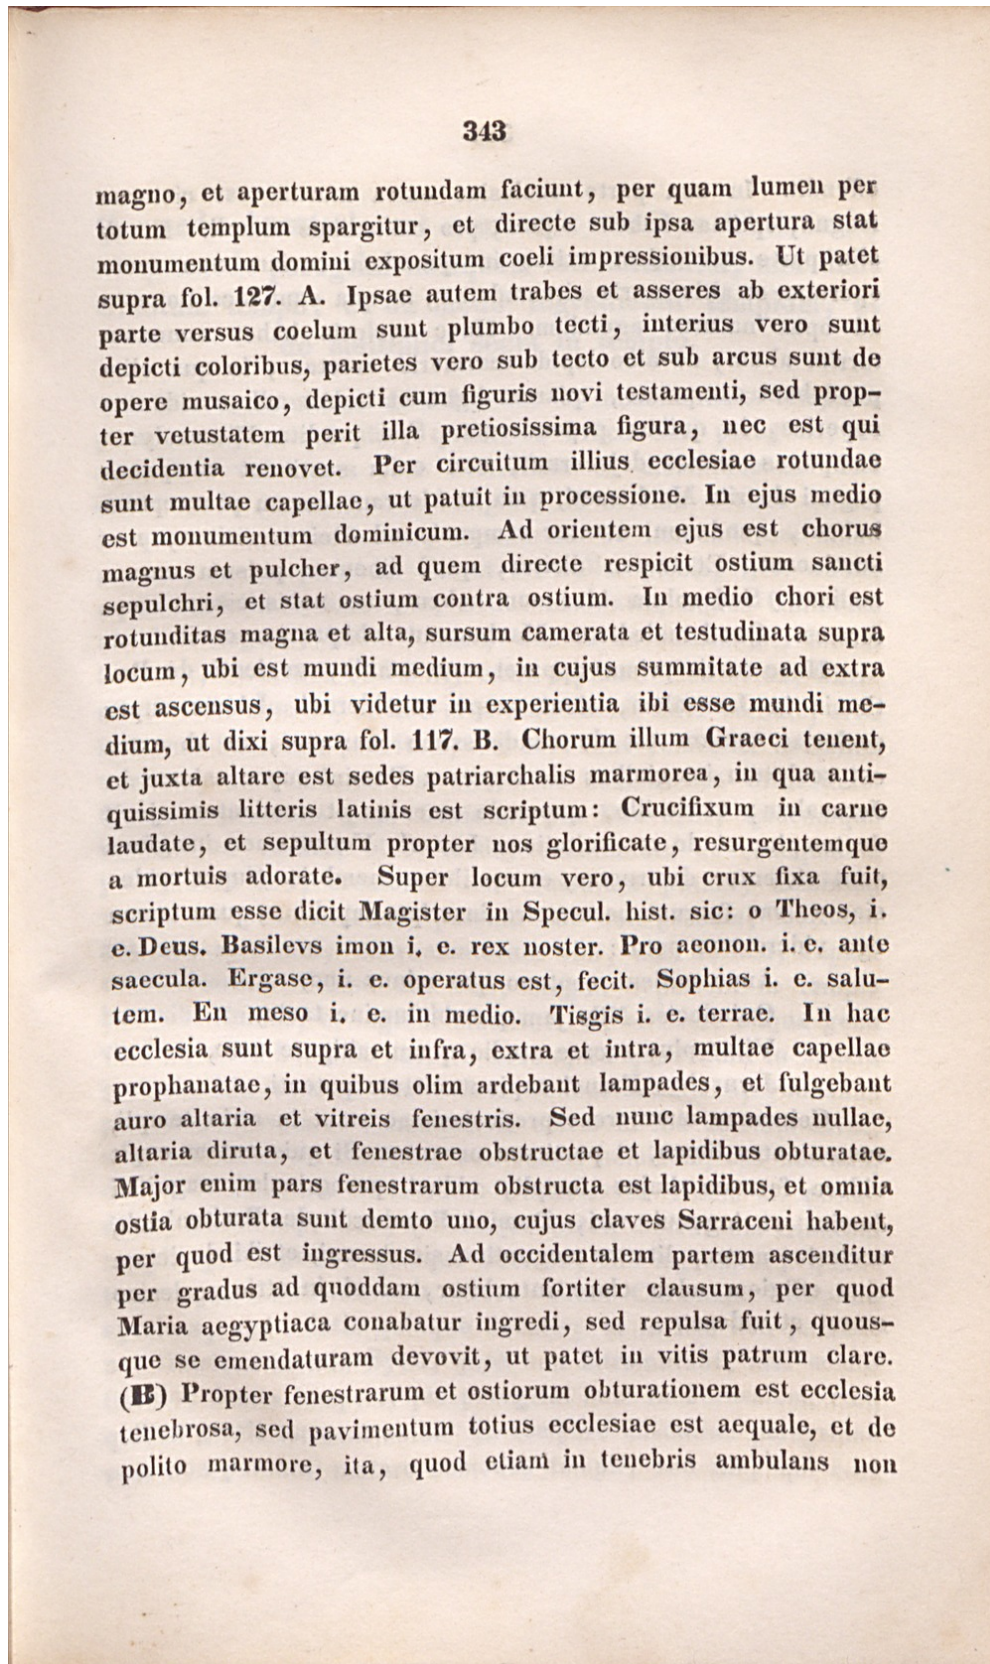 343
magno, et aperturam rotundam faciunt, per quam lumen per
totum templum spargitur, et directe sub ipsa apertura stat
monumentum domini expositum coeli impressionibus. Ut patet
supra fol. 127. A. Ipsae autem trabes et asseres ab exteriori
parte versus coelum sunt plumbo tecti, interius vero sunt
depicti coloribus, parietes vero sub tecto et sub arcus sunt de
opere musaico, depicti cum figuris novi testamenti, sed prop-
ter vetustatem perit illa pretiosissima figura, nec est qui
decidentia renovet. Per circuitum illius ecclesiae rotundae
sunt multae capellae, ut patuit in processione. In ejus medio
est monumentum dominicum. Ad orientem ejus est chorus
magnus et pulcher, ad quem directe respicit ostium sancti
sepulchri, et stat ostium contra ostium. In medio chori est
rotunditas magna et alta, sursum camerata et testudinata supra
locum, ubi est mundi medium, in cujus summitate ad extra
est ascensus, ubi videtur in experientia ibi esse mundi me-
dium, ut dixi supra fol. 117. B. Chorum illum Graeci tenent,
et juxta altare est sedes patriarchalis marmorea, in qua anti-
quissimis litteris latinis est scriptum: Crucifixum in carne
laudate, et sepultum propter nos glorificate, resurgentemque
a mortuis adorate. Super locum vero, ubi crux fixa fuit,
scriptum esse dicit Magister in Specul. hist. sic: o Theos, i.
e. Deus. Basilevs imon i. e. rex noster. Pro aeonon. i. e. ante
saecula. Ergase, i. e. operatus est, fecit. Sophias i. e. salu-
tem. En meso i. e. in medio. Tisgis i. e. terrae. In hac
ecclesia sunt supra et infra, extra et intra, multae capellae
prophanatae, in quibus olim ardebant lampades, et fulgebant
auro altaria et vitreis fenestris. Sed nunc lampades nullae,
altaria diruta, et fenestrae obstructae et lapidibus obturatae.
Major enim pars fenestrarum obstructa est lapidibus, et omnia
ostia obturata sunt demto uno, cujus claves Sarraceni habent,
per quod est ingressus. Ad occidentalem partem ascenditur
per gradus ad quoddam ostium fortiter clausum, per quod
Maria aegyptiaca conabatur ingredi, sed repulsa fuit, quous-
que se emendaturam devovit, ut patet in vitis patrum clare.
(B) Propter fenestrarum et ostiorum obturationem est ecclesia
tenebrosa, sed pavimentum totius ecclesiae est aequale, et de
polito marmore, ita, quod etiam in tenebris ambulans non